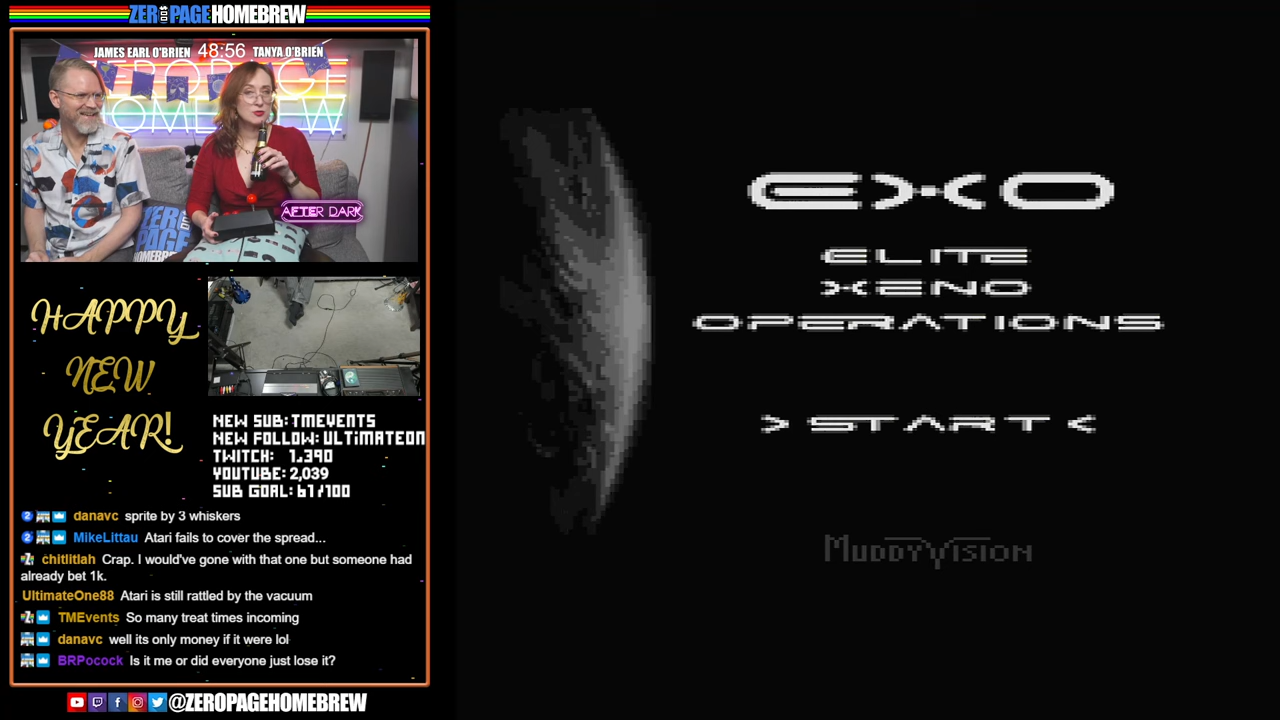 ZEROPAGEHOMEBREW
JAMES EARL O'BRIEN 48:56 TANYA O'BRIEN
ZEROPAGE
HOMEBREW
AFTER DARK
ZERO
PAGE
HOMEBREW
HAPPY
NEW
YEAR!
NEW SUB: TMEVENTS
NEW FOLLOW: ULTIMATEON
TWITCH: 1,390
YOUTUBE: 2,039
SUB GOAL: 61/100
danavc sprite by 3 whiskers
MikeLittau Atari fails to cover the spread...
chitlitlah Crap. I would've gone with that one but someone had
already bet 1k.
UltimateOne88 Atari is still rattled by the vacuum
TMEvents So many treat times incoming
danavc well its only money if it were lol
BRPocock Is it me or did everyone just lose it?
@ZEROPAGEHOMEBREW
EXO
ELITE
XENO
OPERATIONS
> START <
MUDDYVISION